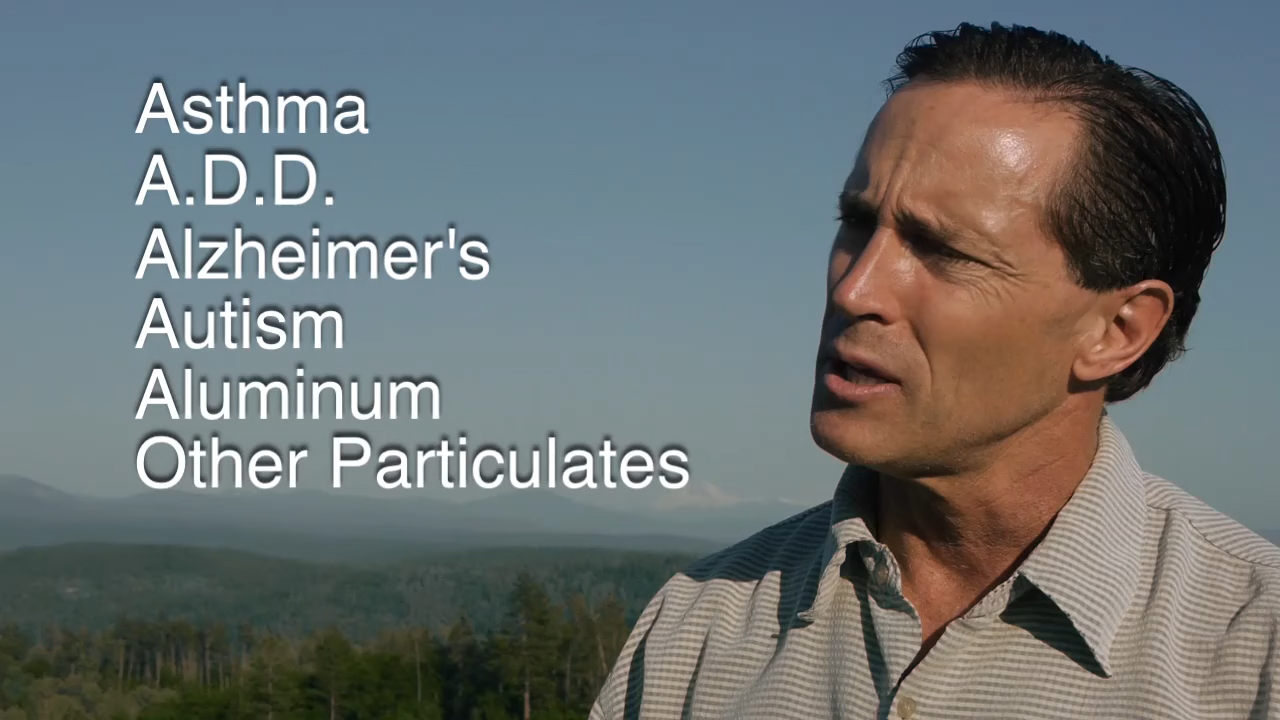 Asthma
A.D.D.
Alzheimer's
Autism
Aluminum
Other Particulates